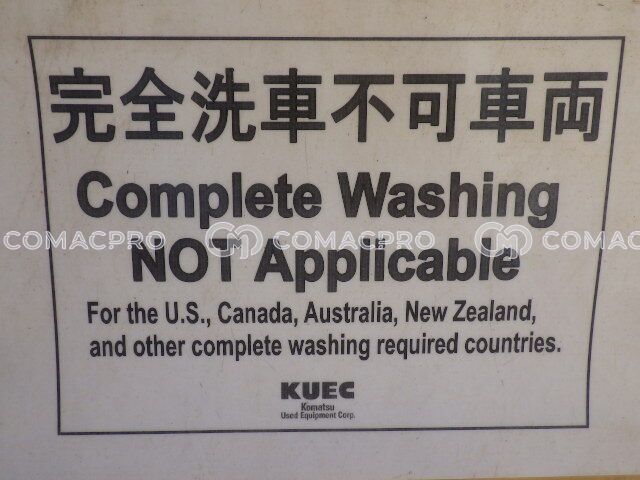 完全洗車不可車両
Complete Washing
COMACPRO COMACPRO COMACPRO
NOT Applicable
For the U.S., Canada, Australia, New Zealand,
and other complete washing required countries.
KUEC
Komatsu
Used Equipment Corp.